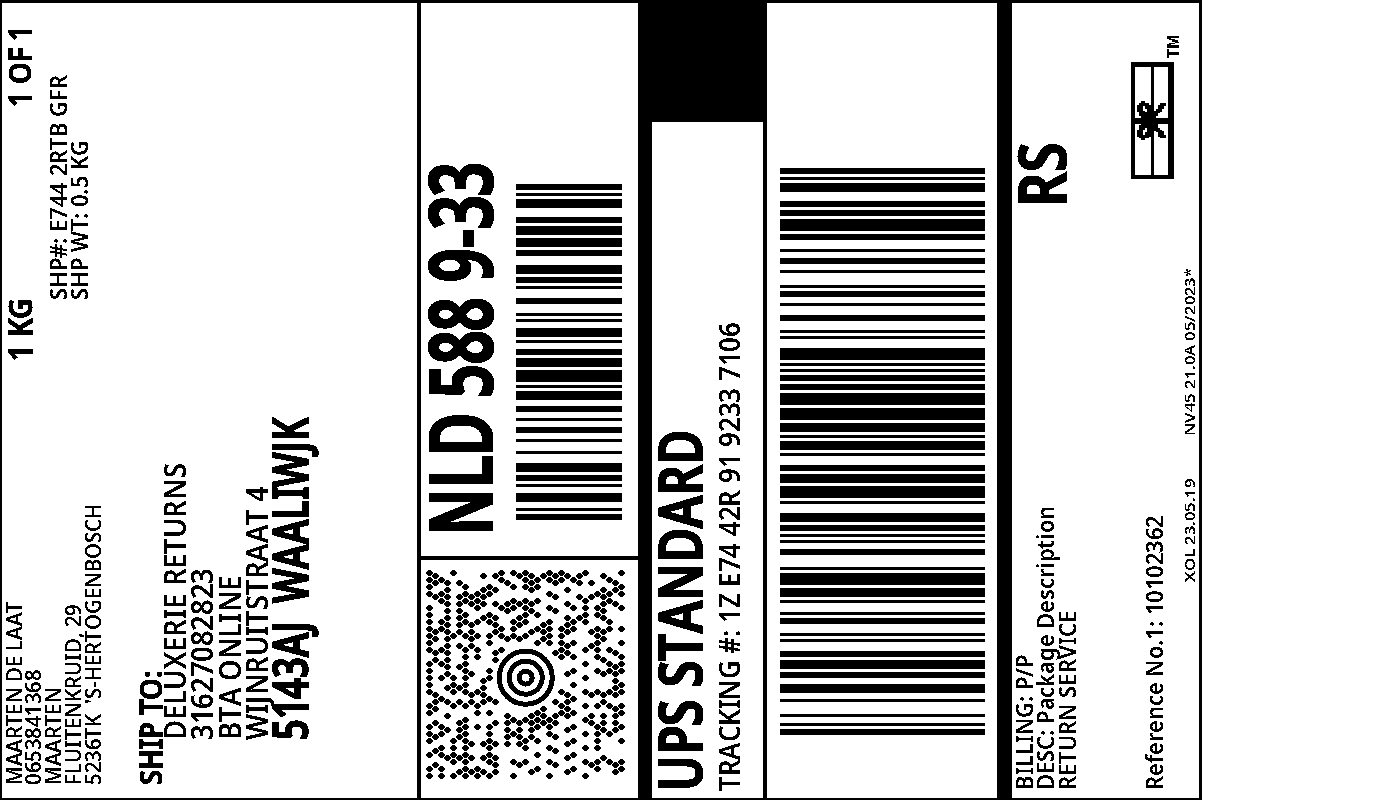 MAARTEN DE LAAT
0653841368
MAARTEN
FLUITENKRUID, 29
5236TK 'S-HERTOGENBOSCH
1 KG
1 OF 1
SHP#: E744 2RTB GFR
SHP WT: 0.5 KG
SHIP TO:
DELUXERIE RETURNS
31627082823
BTA ONLINE
WIJNRUITSTRAAT 4
5143AJ WAALIWJK
NLD 588 9-33
UPS STANDARD
TRACKING #: 1Z E74 42R 91 9233 7106
BILLING: P/P
DESC: Package Description
RETURN SERVICE
RS
Reference No.1: 10102362
XOL 23.05.19 NV45 21.0A 05/2023*
TM